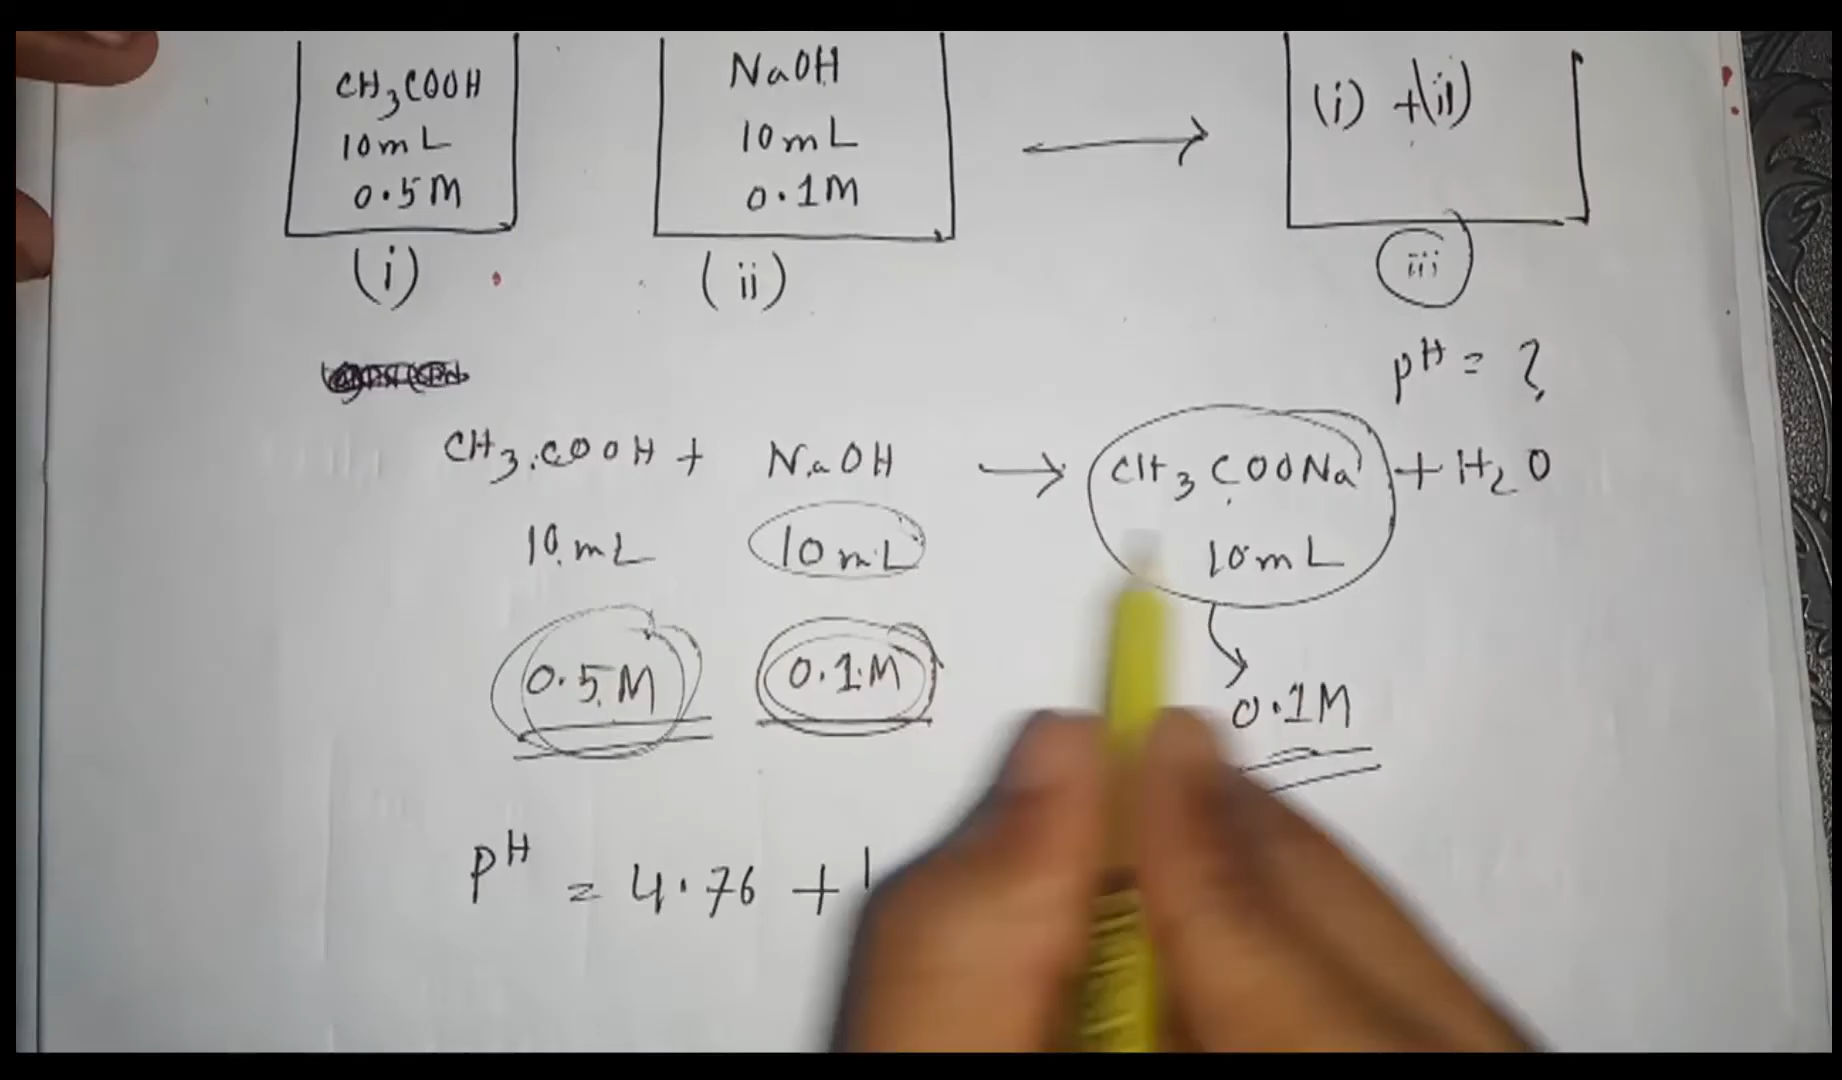 CH3COOH
10mL
0.5M
(i)
NaOH
10mL
0.1M
(ii)
(i) + (ii)
iii
pH = ?
CH3COOH + NaOH → CH3COONa + H2O
10mL 10mL 10mL
0.5M 0.1M 0.1M
pH = 4.76 +